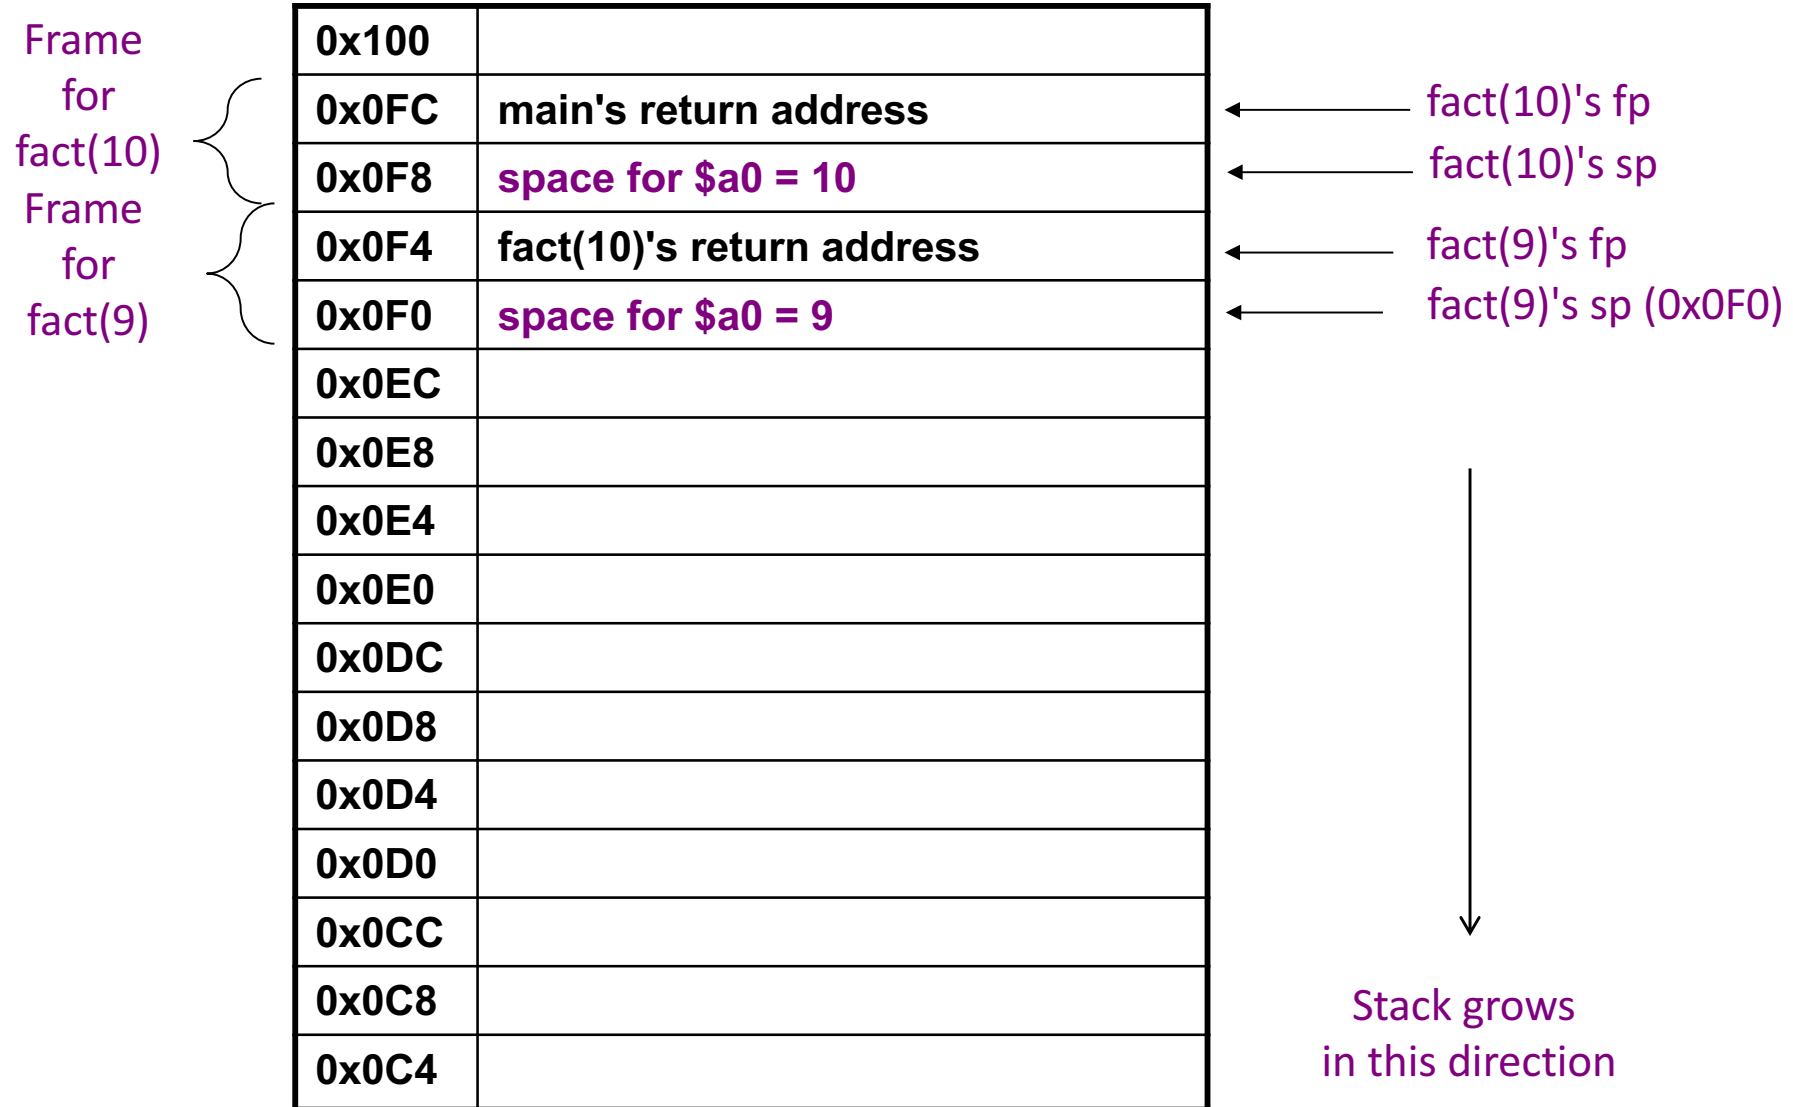 Frame
for
fact(10)
Frame
for
fact(9)
0x100
0x0FC main's return address
0x0F8 space for $a0 = 10
0x0F4 fact(10)'s return address
0x0F0 space for $a0 = 9
0x0EC
0x0E8
0x0E4
0x0E0
0x0DC
0x0D8
0x0D4
0x0D0
0x0CC
0x0C8
0x0C4
fact(10)'s fp
fact(10)'s sp
fact(9)'s fp
fact(9)'s sp (0x0F0)
Stack grows
in this direction